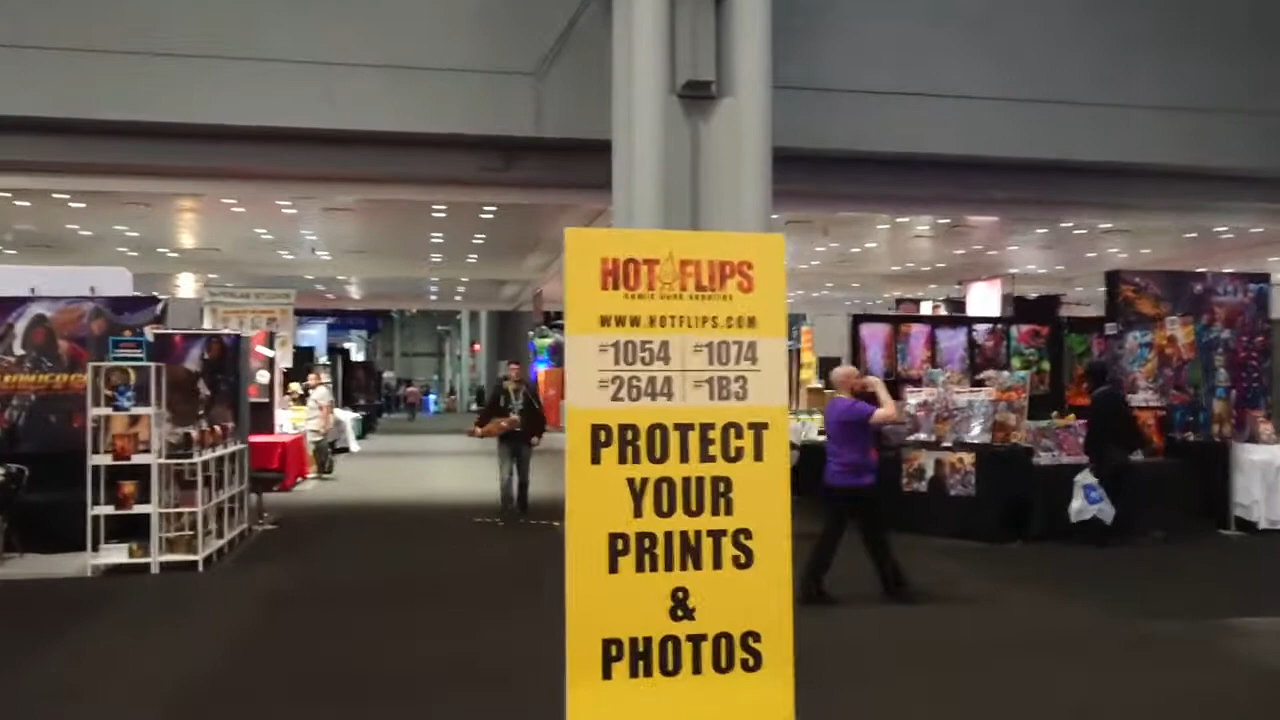 HOT FLIPS
comic book supplies
WWW.HOTFLIPS.COM
#1054 #1074
#2644 #1B3
PROTECT
YOUR
PRINTS
&
PHOTOS